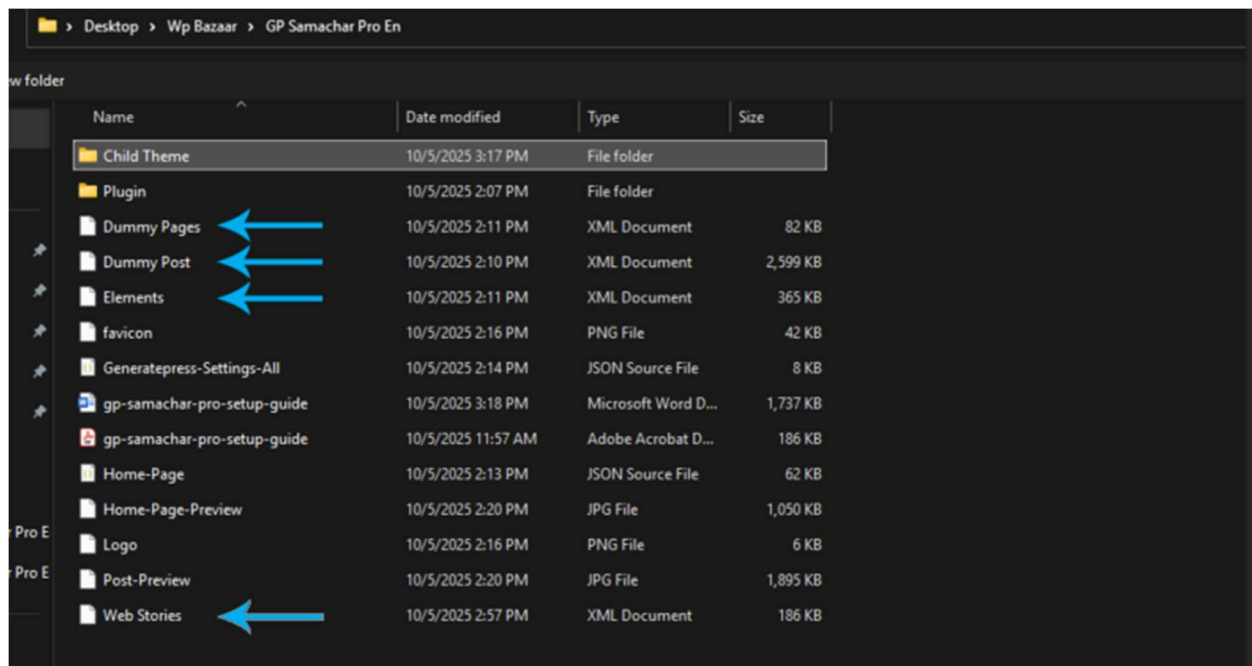 Desktop > Wp Bazaar > GP Samachar Pro En
ew folder
Name Date modified Type Size
Child Theme 10/5/2025 3:17 PM File folder
Plugin 10/5/2025 2:07 PM File folder
Dummy Pages 10/5/2025 2:11 PM XML Document 82 KB
Dummy Post 10/5/2025 2:10 PM XML Document 2,599 KB
Elements 10/5/2025 2:11 PM XML Document 365 KB
favicon 10/5/2025 2:16 PM PNG File 42 KB
Generatepress-Settings-All 10/5/2025 2:14 PM JSON Source File 8 KB
gp-samachar-pro-setup-guide 10/5/2025 3:18 PM Microsoft Word D... 1,737 KB
gp-samachar-pro-setup-guide 10/5/2025 11:57 AM Adobe Acrobat D... 186 KB
Home-Page 10/5/2025 2:13 PM JSON Source File 62 KB
Home-Page-Preview 10/5/2025 2:20 PM JPG File 1,050 KB
r Pro E
Logo 10/5/2025 2:16 PM PNG File 6 KB
r Pro E
Post-Preview 10/5/2025 2:20 PM JPG File 1,895 KB
Web Stories 10/5/2025 2:57 PM XML Document 186 KB